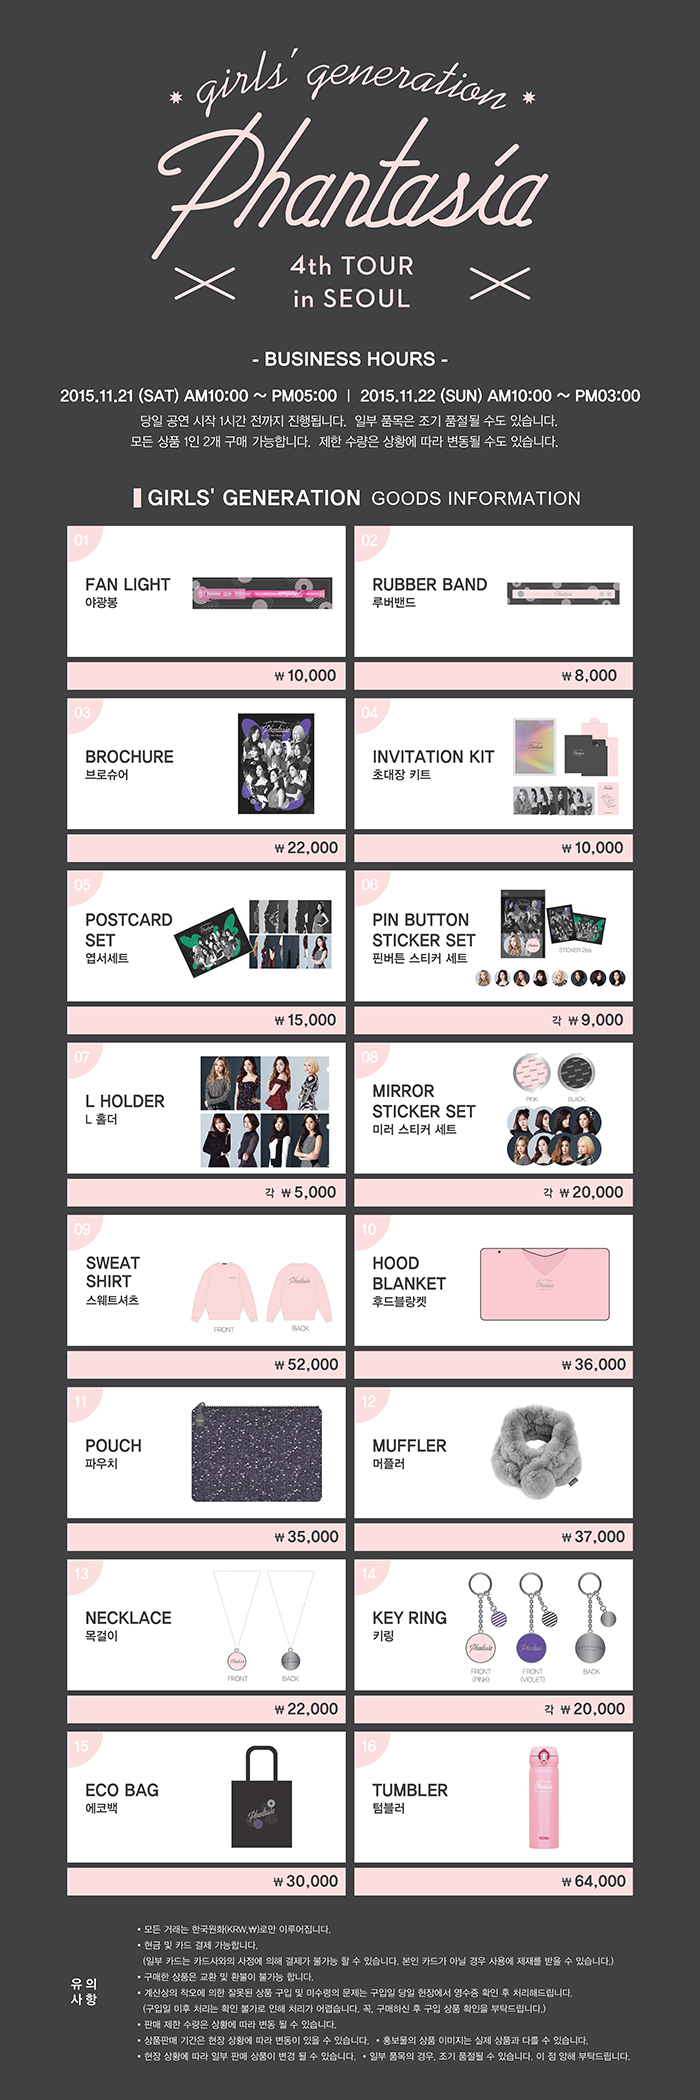 girls' generation
Phantasia
4th TOUR
in SEOUL
- BUSINESS HOURS -
2015.11.21 (SAT) AM10:00 ~ PM05:00 | 2015.11.22 (SUN) AM10:00 ~ PM03:00
당일 공연 시작 1시간 전까지 진행됩니다. 일부 품목은 조기 품절될 수도 있습니다.
모든 상품 1인 2개 구매 가능합니다. 제한 수량은 상황에 따라 변동될 수도 있습니다.
GIRLS' GENERATION GOODS INFORMATION
01
FAN LIGHT
야광봉
₩ 10,000
02
RUBBER BAND
루버밴드
Phantasia
₩ 8,000
03
BROCHURE
브로슈어
Phantasia
₩ 22,000
04
INVITATION KIT
초대장 키트
₩ 10,000
05
POSTCARD
SET
엽서세트
₩ 15,000
06
PIN BUTTON
STICKER SET
핀버튼 스티커 세트
STICKER 2ea
각 ₩ 9,000
07
L HOLDER
L 홀더
각 ₩ 5,000
08
MIRROR
STICKER SET
미러 스티커 세트
PINK BLACK
각 ₩ 20,000
09
SWEAT
SHIRT
스웨트셔츠
Phantasia
FRONT BACK
₩ 52,000
10
HOOD
BLANKET
후드블랑켓
Phantasia
₩ 36,000
11
POUCH
파우치
₩ 35,000
12
MUFFLER
머플러
₩ 37,000
13
NECKLACE
목걸이
Phantasia
FRONT BACK
₩ 22,000
14
KEY RING
키링
Phantasia Phantasia
FRONT
(PINK)
FRONT
(VIOLET)
BACK
각 ₩ 20,000
15
ECO BAG
에코백
Phantasia
₩ 30,000
16
TUMBLER
텀블러
Phantasia
₩ 64,000
유 의
사 항
• 모든 거래는 한국원화(KRW,₩)로만 이루어집니다.
• 현금 및 카드 결제 가능합니다.
(일부 카드는 카드사와의 사정에 의해 결제가 불가능 할 수 있습니다. 본인 카드가 아닐 경우 사용에 제재를 받을 수 있습니다.)
• 구매한 상품은 교환 및 환불이 불가능 합니다.
• 계산상의 착오에 의한 잘못된 상품 구입 및 미수령의 문제는 구입일 당일 현장에서 영수증 확인 후 처리해드립니다.
(구입일 이후 처리는 확인 불가로 인해 처리가 어렵습니다. 꼭, 구매하신 후 구입 상품 확인을 부탁드립니다.)
• 판매 제한 수량은 상황에 따라 변동 될 수 있습니다.
• 상품판매 기간은 현장 상황에 따라 변동이 있을 수 있습니다. • 홍보물의 상품 이미지는 실제 상품과 다를 수 있습니다.
• 현장 상황에 따라 일부 판매 상품이 변경 될 수 있습니다. • 일부 품목의 경우, 조기 품절될 수 있습니다. 이 점 양해 부탁드립니다.